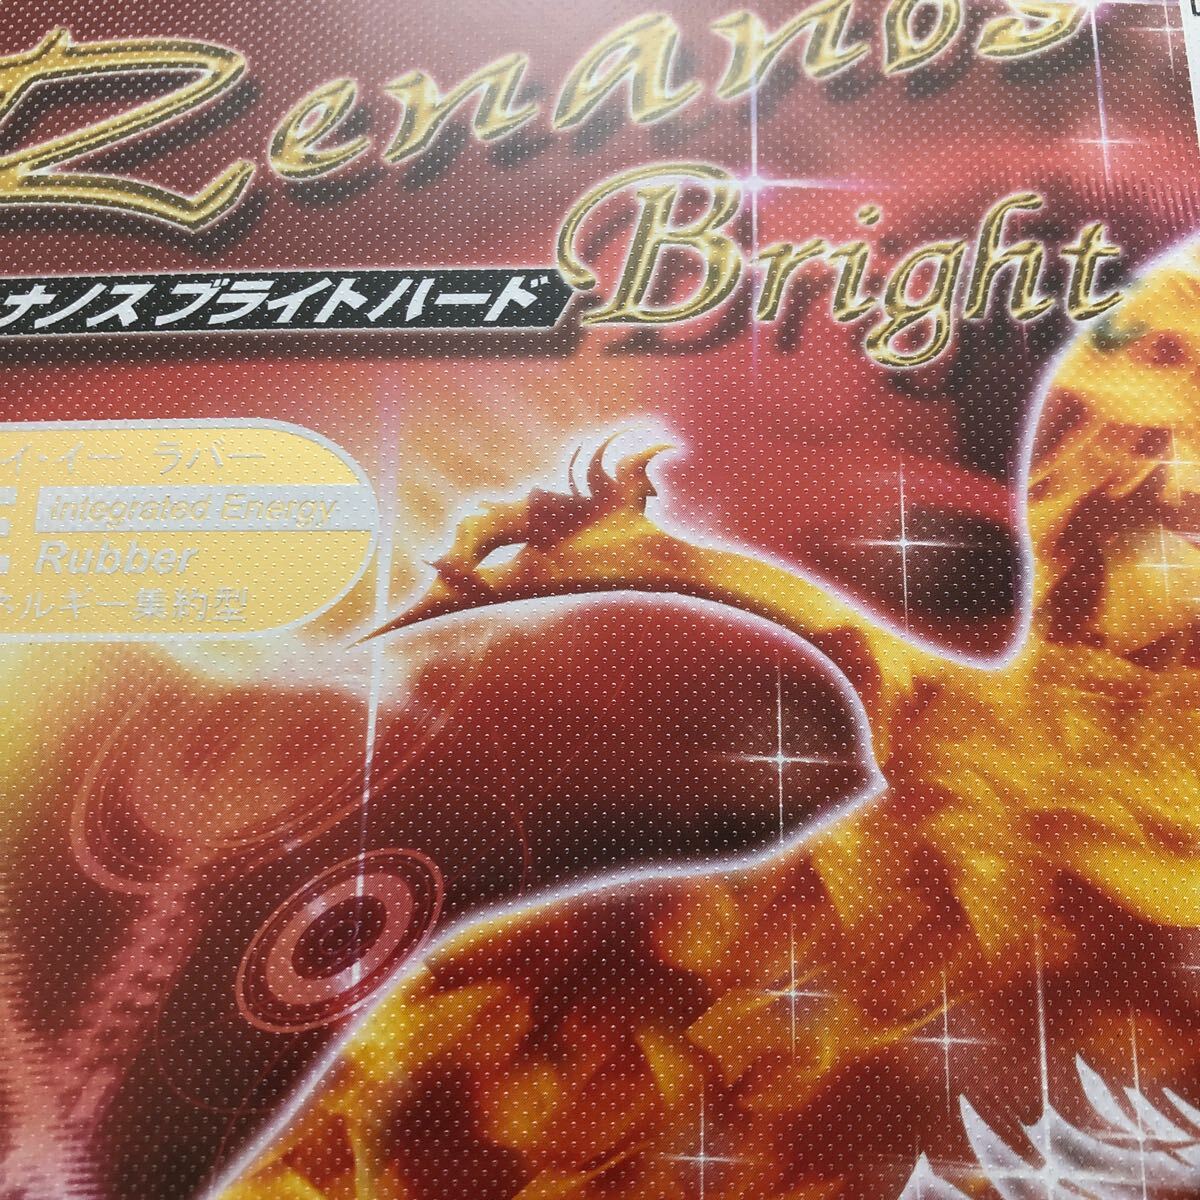 Zenanos
Bright
ナノス ブライトハード
イ・イー ラバー
Integrated Energy
Rubber
ネルギー集約型